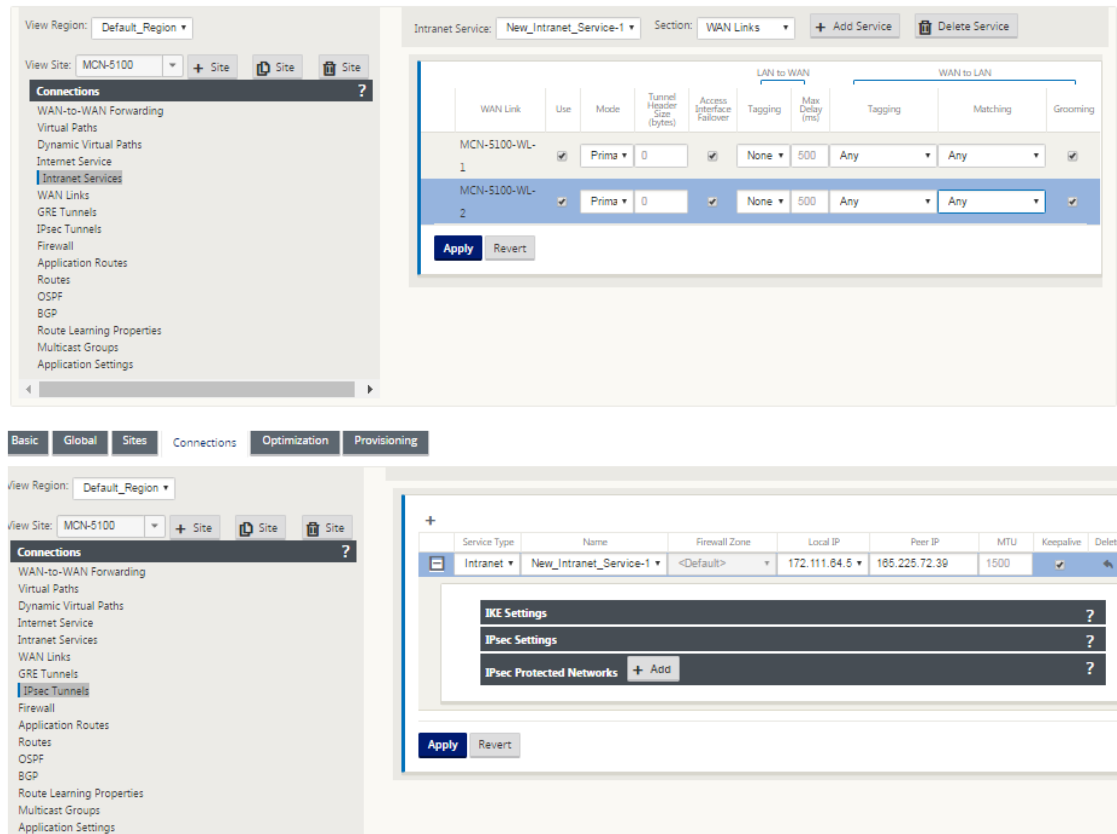 View Region: Default_Region
Intranet Service: New_Intranet_Service-1 Section: WAN Links + Add Service Delete Service
View Site: MCN-5100 + Site Site Site
Connections ?
WAN-to-WAN Forwarding
Virtual Paths
Dynamic Virtual Paths
Internet Service
Intranet Services
WAN Links
GRE Tunnels
IPsec Tunnels
Firewall
Application Routes
Routes
OSPF
BGP
Route Learning Properties
Multicast Groups
Application Settings
LAN to WAN WAN to LAN
WAN Link Use Mode Tunnel Header Size (bytes) Access Interface Failover Tagging Max Delay (ms) Tagging Matching Grooming
MCN-5100-WL-1 Prima 0 None 500 Any Any
MCN-5100-WL-2 Prima 0 None 500 Any Any
Apply Revert
Basic Global Sites Connections Optimization Provisioning
View Region: Default_Region
View Site: MCN-5100 + Site Site Site
Connections ?
WAN-to-WAN Forwarding
Virtual Paths
Dynamic Virtual Paths
Internet Service
Intranet Services
WAN Links
GRE Tunnels
IPsec Tunnels
Firewall
Application Routes
Routes
OSPF
BGP
Route Learning Properties
Multicast Groups
Application Settings
+
Service Type Name Firewall Zone Local IP Peer IP MTU Keepalive Delet
Intranet New_Intranet_Service-1 <Default> 172.111.64.5 165.225.72.39 1500
IKE Settings ?
IPsec Settings ?
IPsec Protected Networks + Add ?
Apply Revert